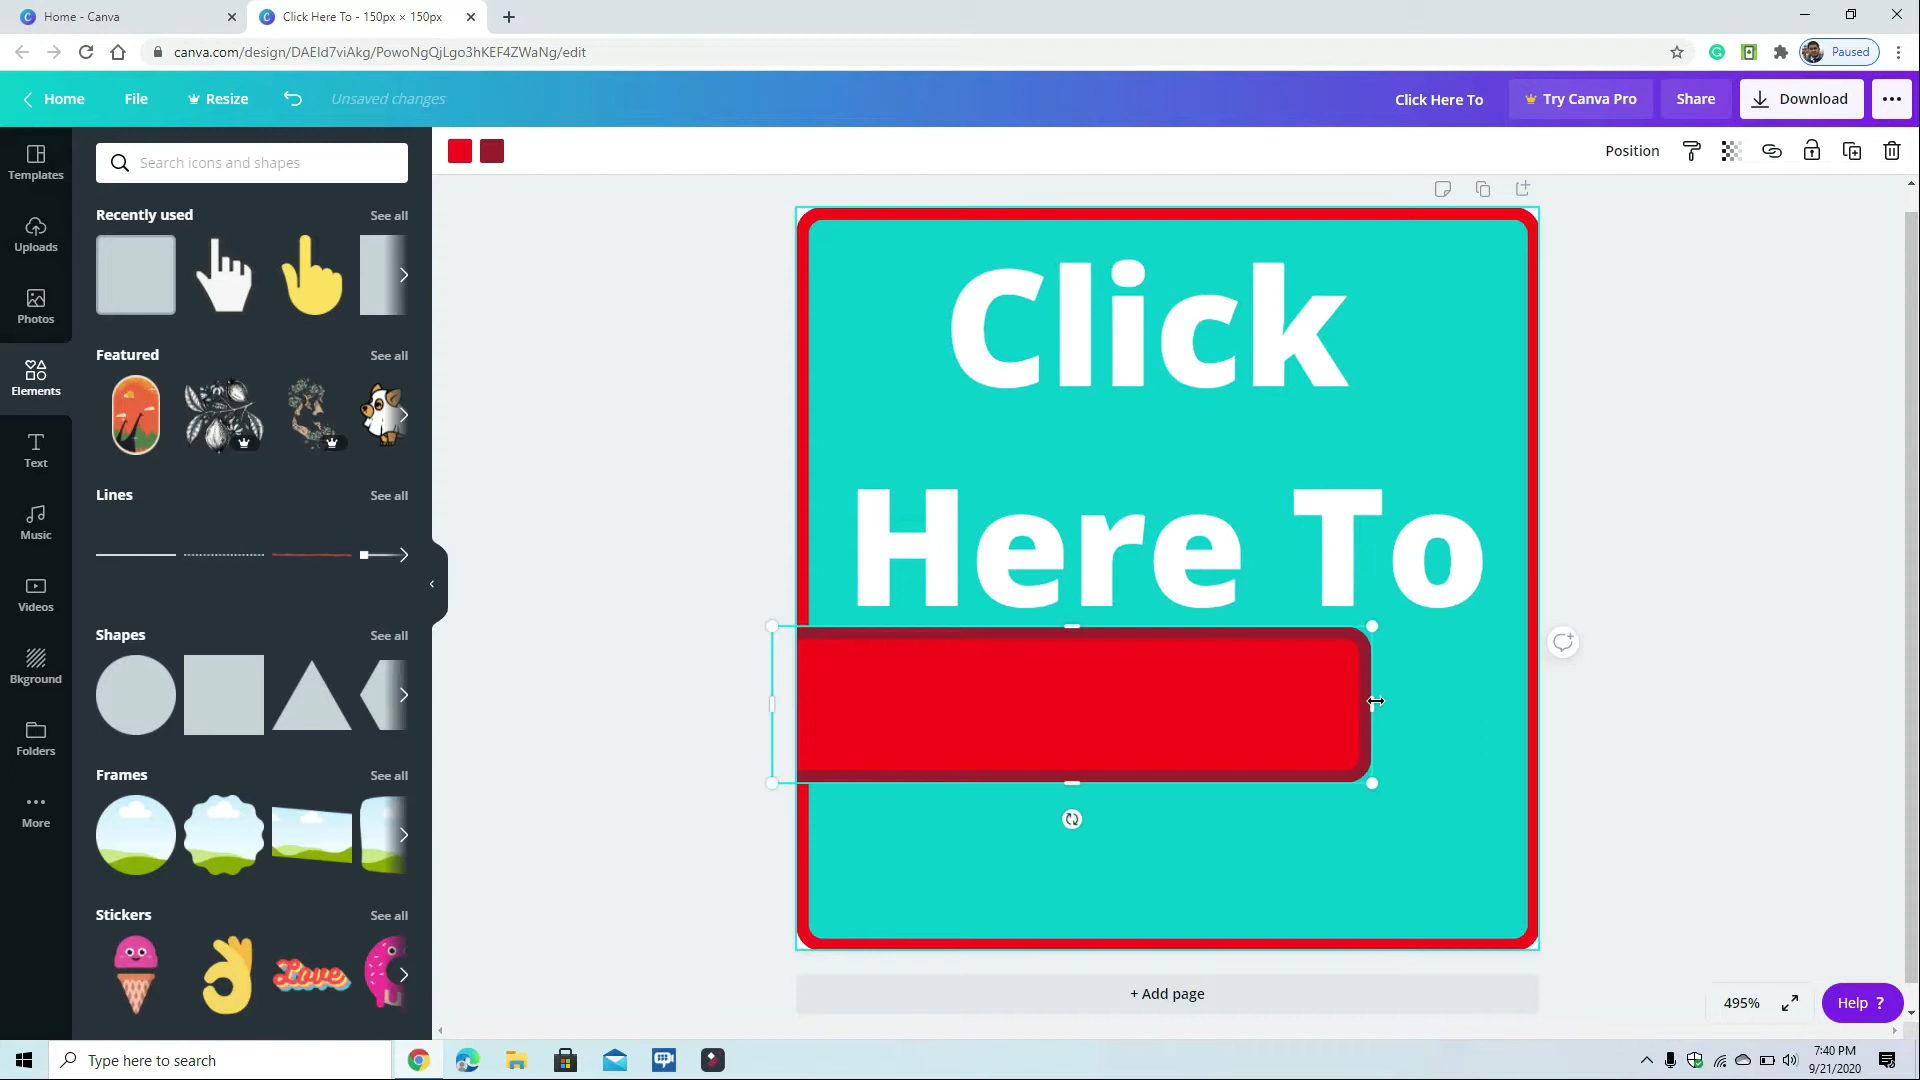 Home - Canva
Click Here To - 150px × 150px
canva.com/design/DAEId7viAkg/PowoNgQjLgo3hKEF4ZWaNg/edit
Paused
Home
File
Resize
Unsaved changes
Click Here To
Try Canva Pro
Share
Download
Templates
Uploads
Photos
Elements
Text
Music
Videos
Bkground
Folders
More
Search icons and shapes
Recently used
See all
Featured
See all
Lines
See all
Shapes
See all
Frames
See all
Stickers
See all
Love
Position
Click
Here To
+ Add page
495%
Help ?
Type here to search
7:40 PM
9/21/2020